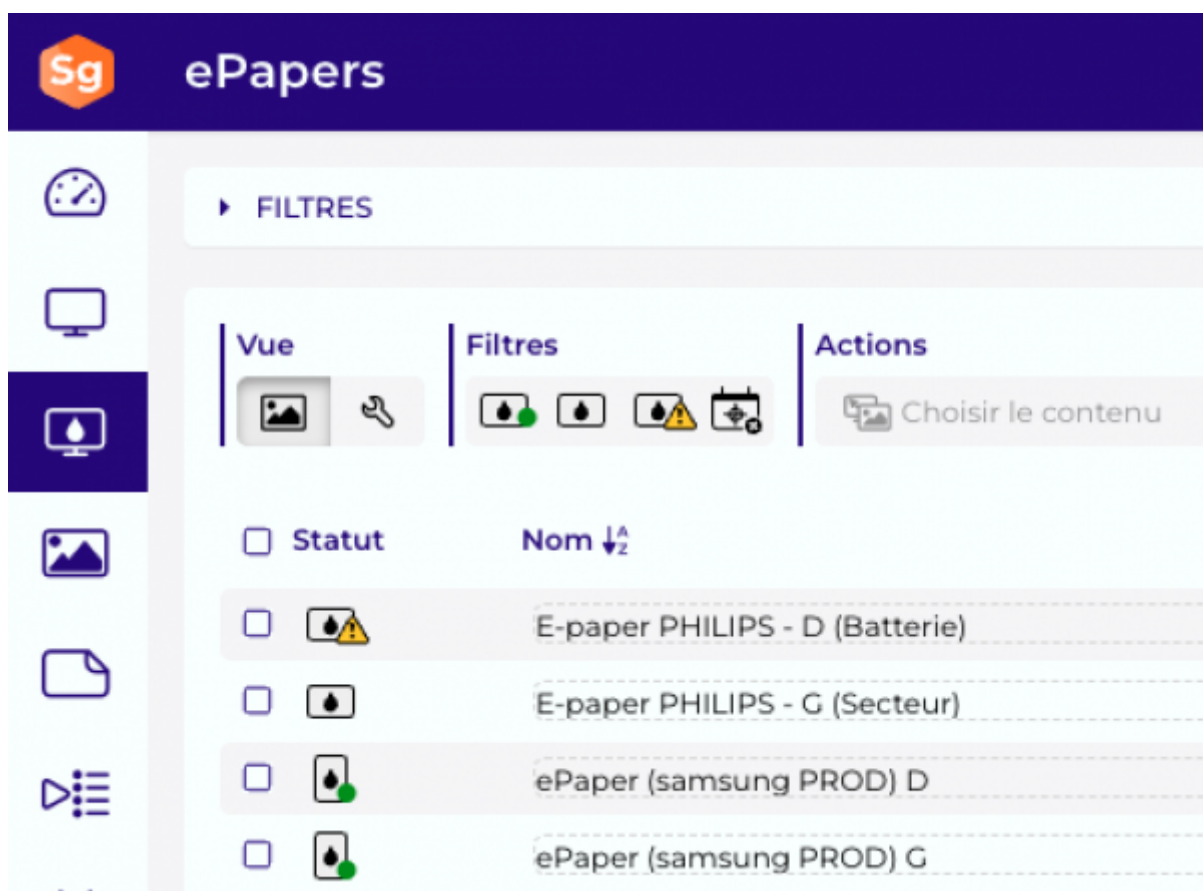 Sg
ePapers
FILTRES
Vue
Filtres
Actions
Choisir le contenu
Statut
Nom
E-paper PHILIPS - D (Batterie)
E-paper PHILIPS - G (Secteur)
ePaper (samsung PROD) D
ePaper (samsung PROD) G